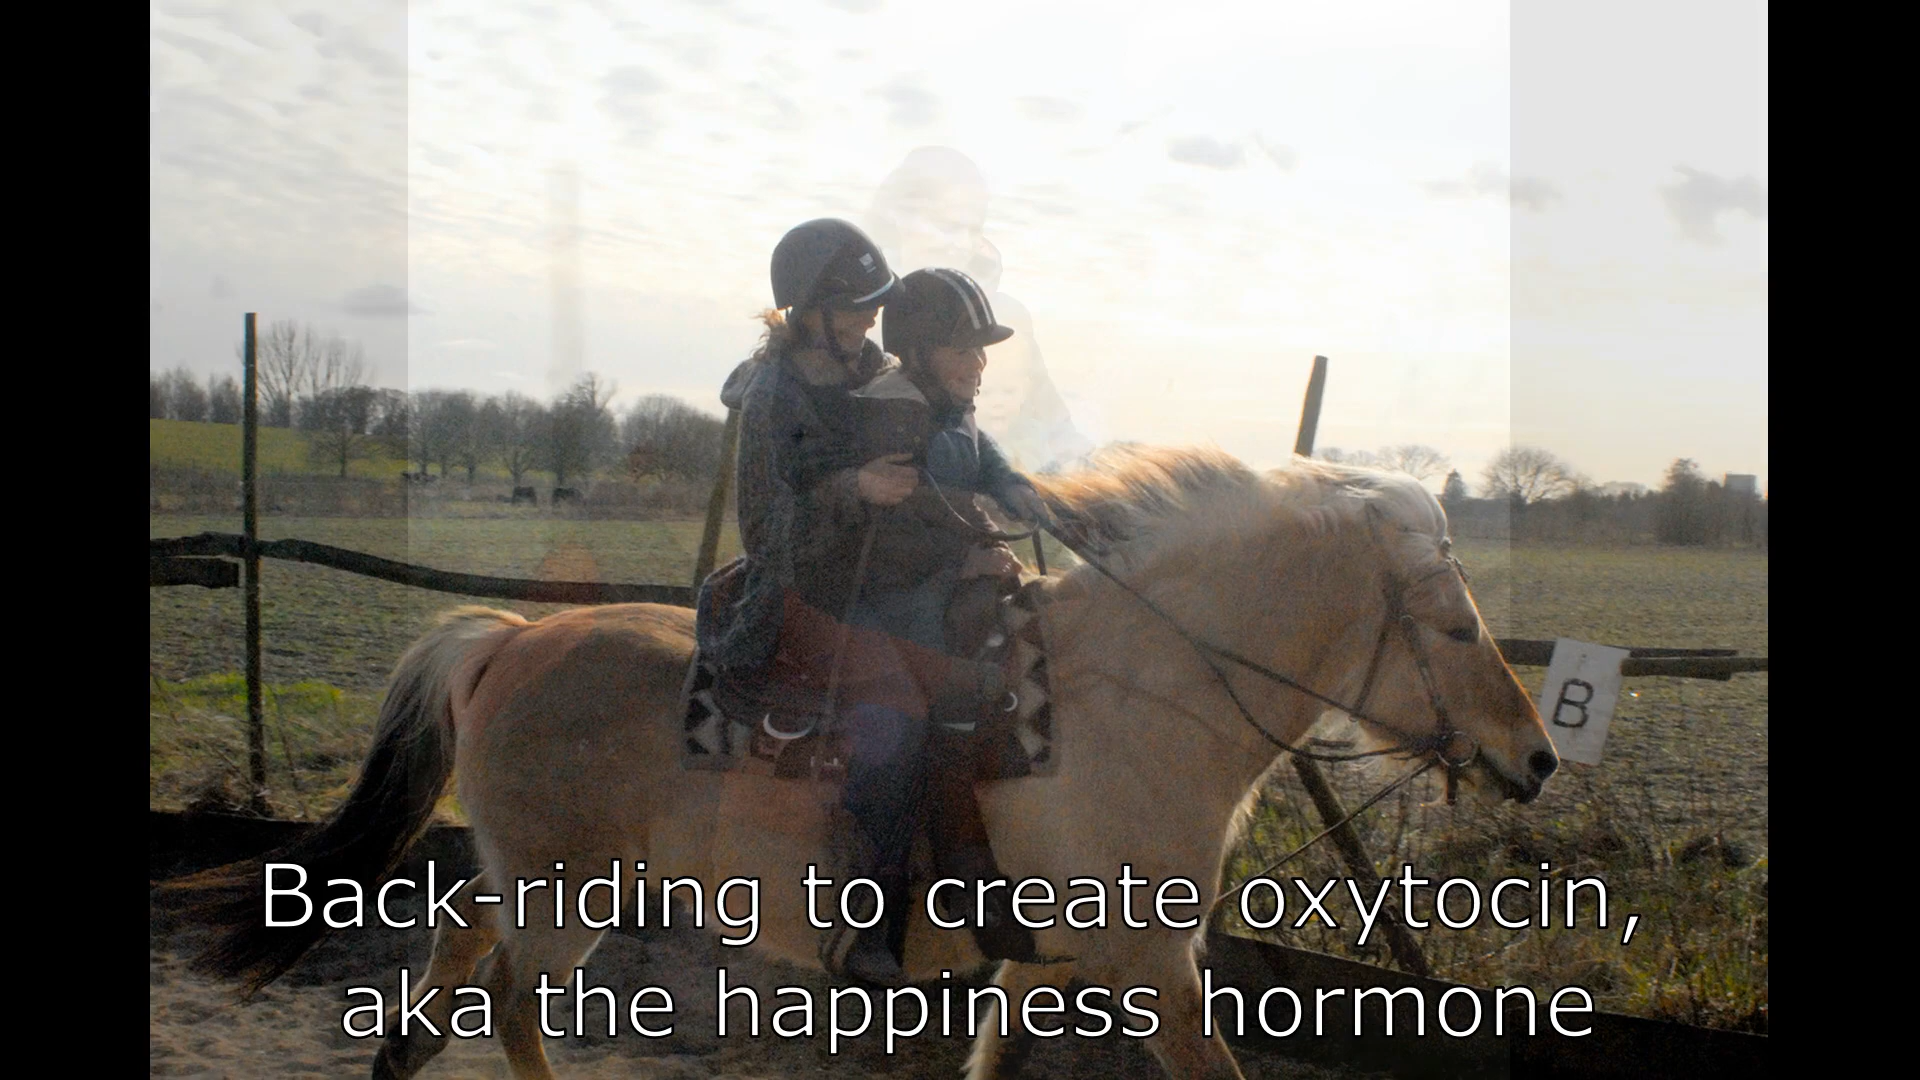 B
Back-riding to create oxytocin,
aka the happiness hormone